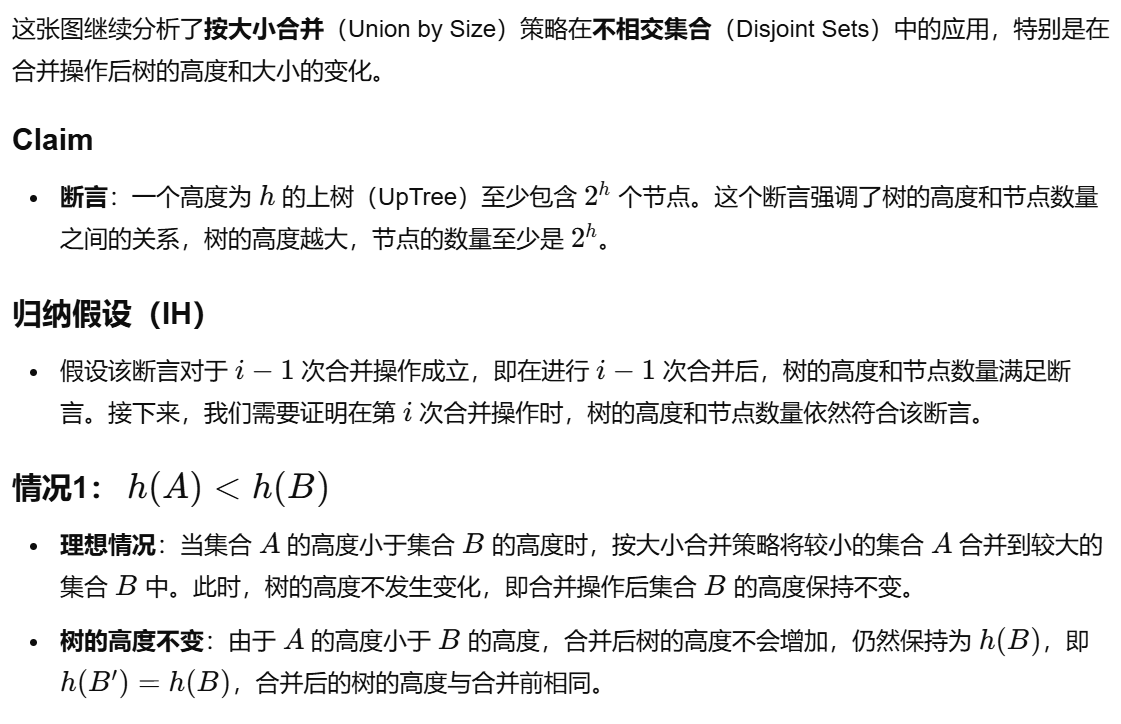 这张图继续分析了按大小合并（Union by Size）策略在不相交集合（Disjoint Sets）中的应用，特别是在
合并操作后树的高度和大小的变化。
Claim
• 断言：一个高度为 h 的上树（UpTree）至少包含 2^h 个节点。这个断言强调了树的高度和节点数量
之间的关系，树的高度越大，节点的数量至少是 2^h。
归纳假设（IH）
• 假设该断言对于 i − 1 次合并操作成立，即在进行 i − 1 次合并后，树的高度和节点数量满足断
言。接下来，我们需要证明在第 i 次合并操作时，树的高度和节点数量依然符合该断言。
情况1： h(A) < h(B)
• 理想情况：当集合 A 的高度小于集合 B 的高度时，按大小合并策略将较小的集合 A 合并到较大的
集合 B 中。此时，树的高度不发生变化，即合并操作后集合 B 的高度保持不变。
• 树的高度不变：由于 A 的高度小于 B 的高度，合并后树的高度不会增加，仍然保持为 h(B)，即
h(B′) = h(B)，合并后的树的高度与合并前相同。